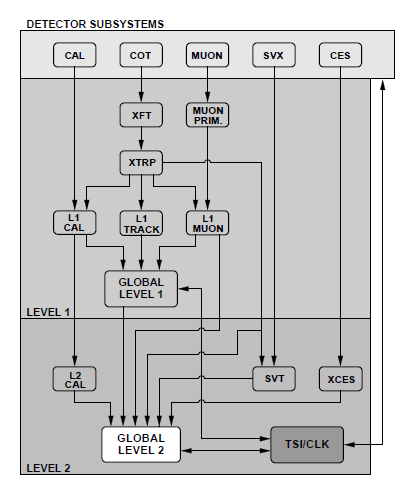 DETECTOR SUBSYSTEMS
CAL
COT
MUON
SVX
CES
XFT
MUON
PRIM.
XTRP
L1
CAL
L1
TRACK
L1
MUON
GLOBAL
LEVEL 1
LEVEL 1
L2
CAL
SVT
XCES
GLOBAL
LEVEL 2
TSI/CLK
LEVEL 2